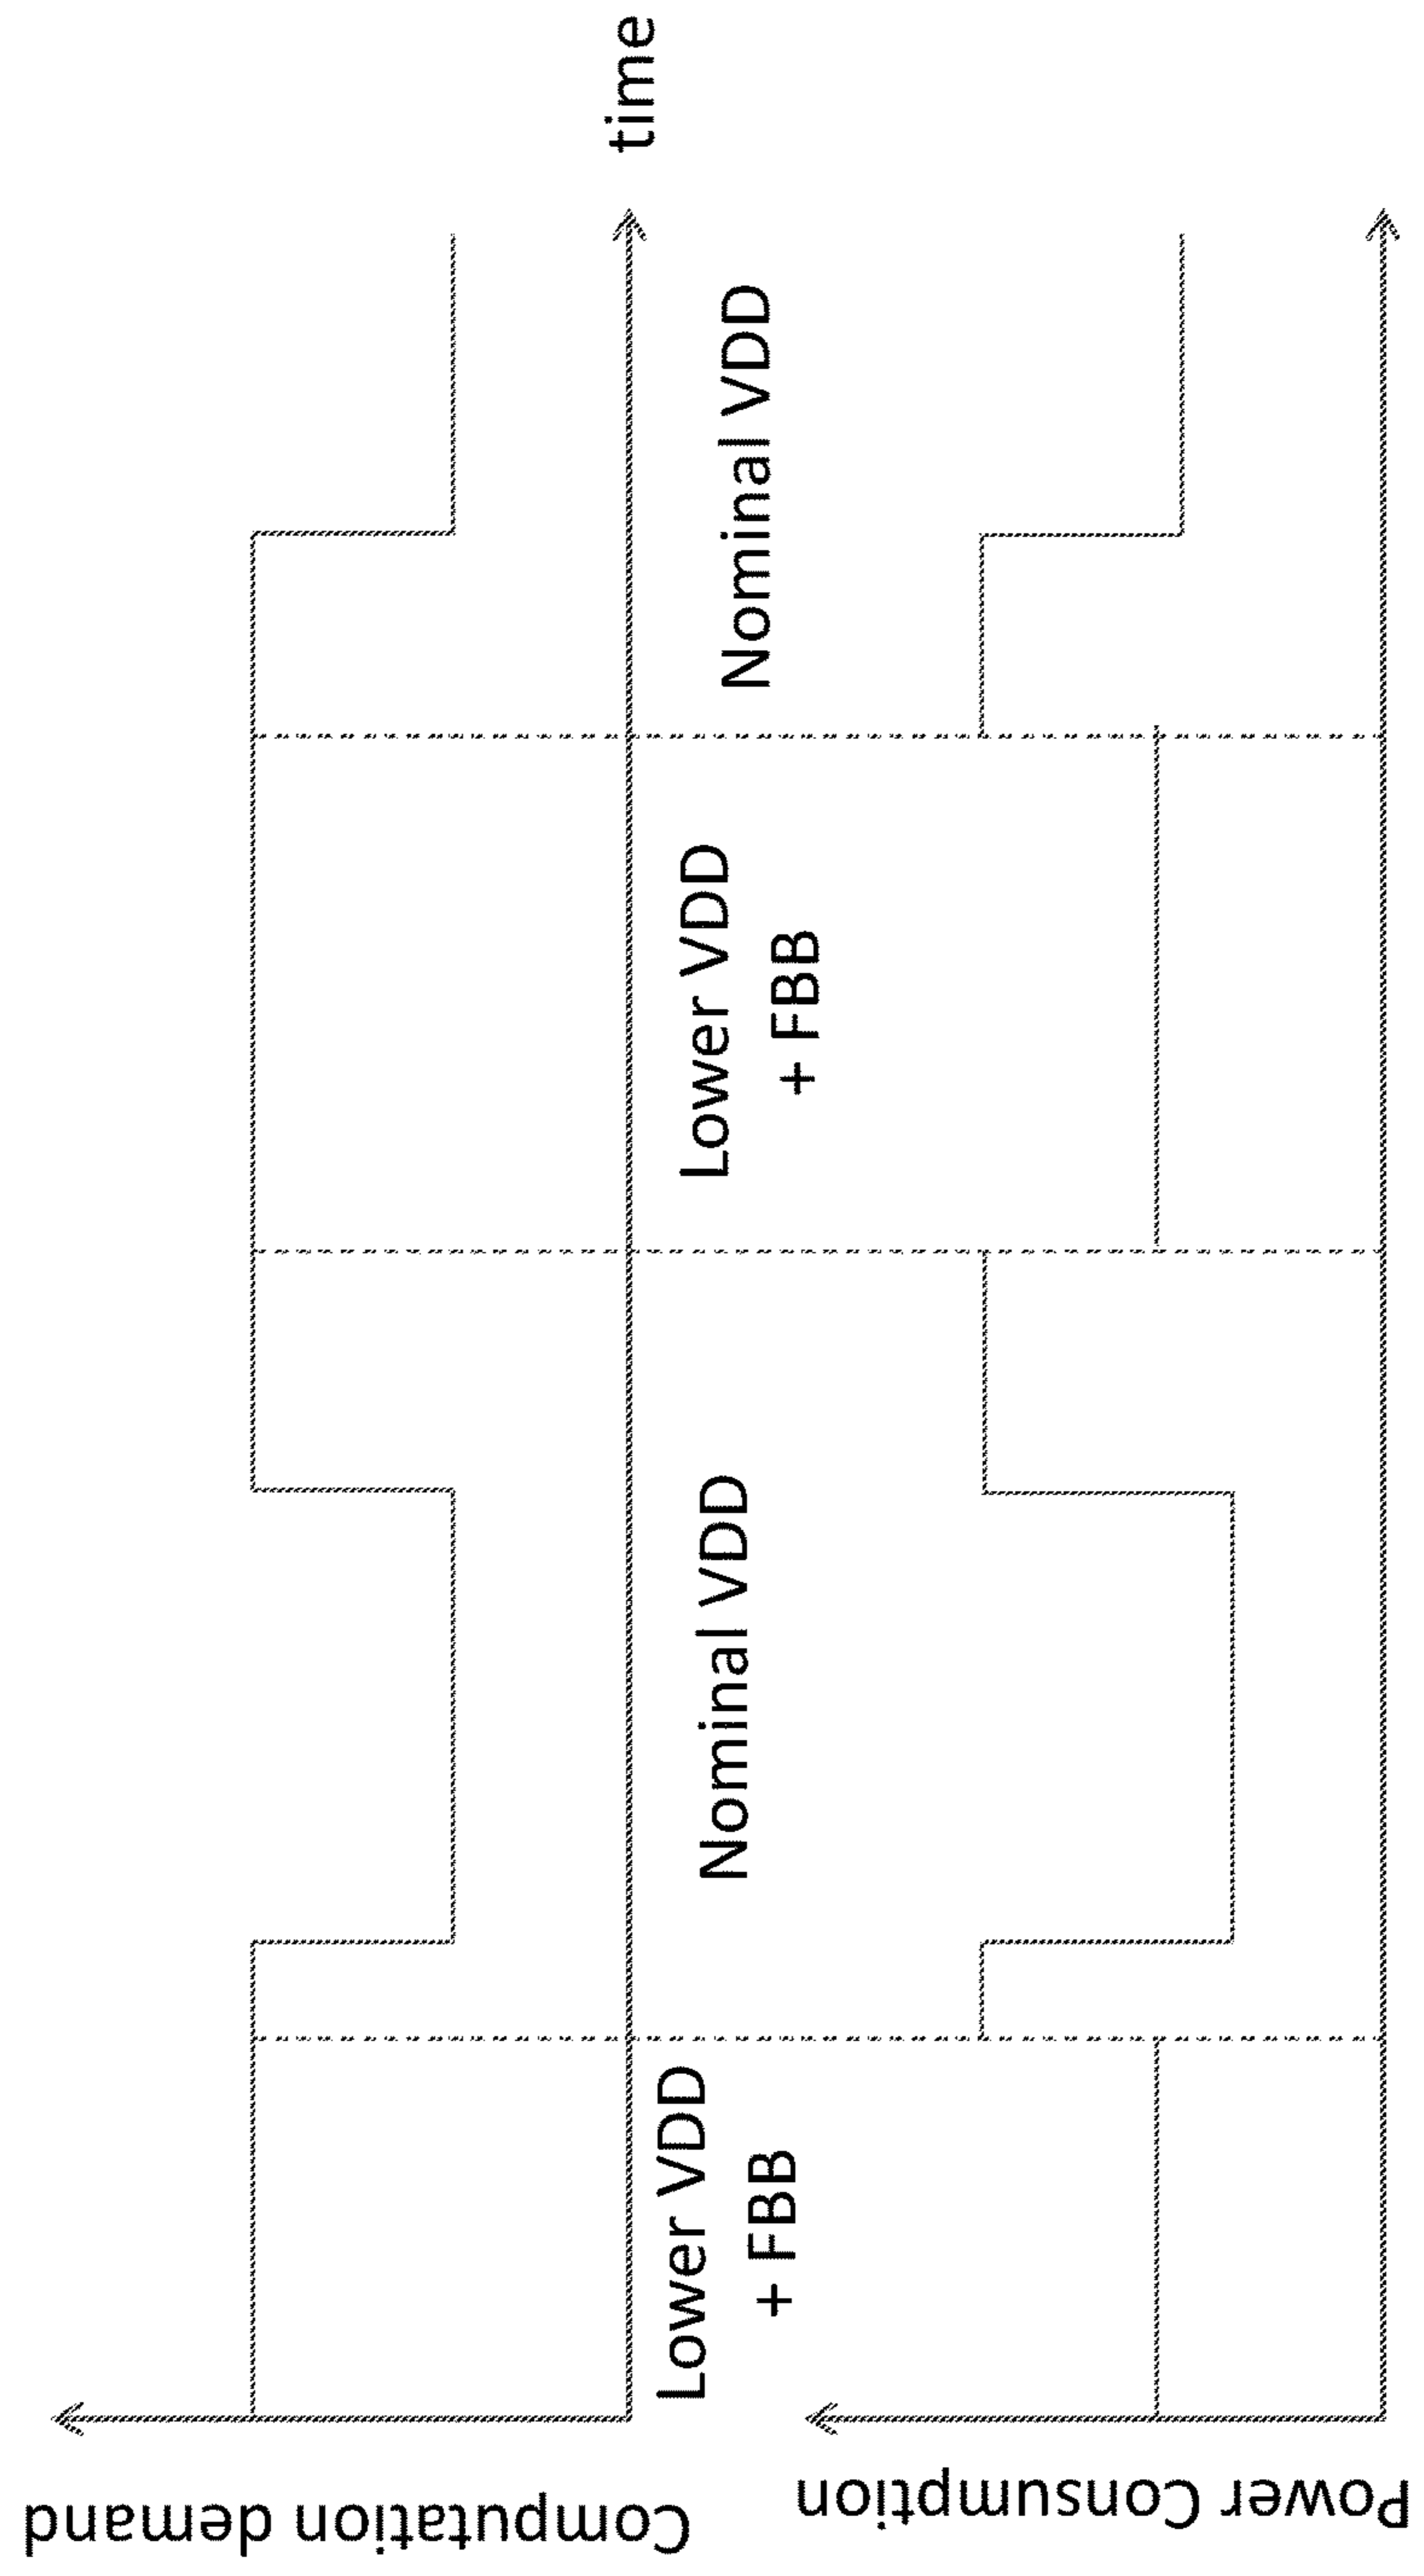 Computation demand
time
Lower VDD
+ FBB
Nominal VDD
Lower VDD
+ FBB
Nominal VDD
Power Consumption